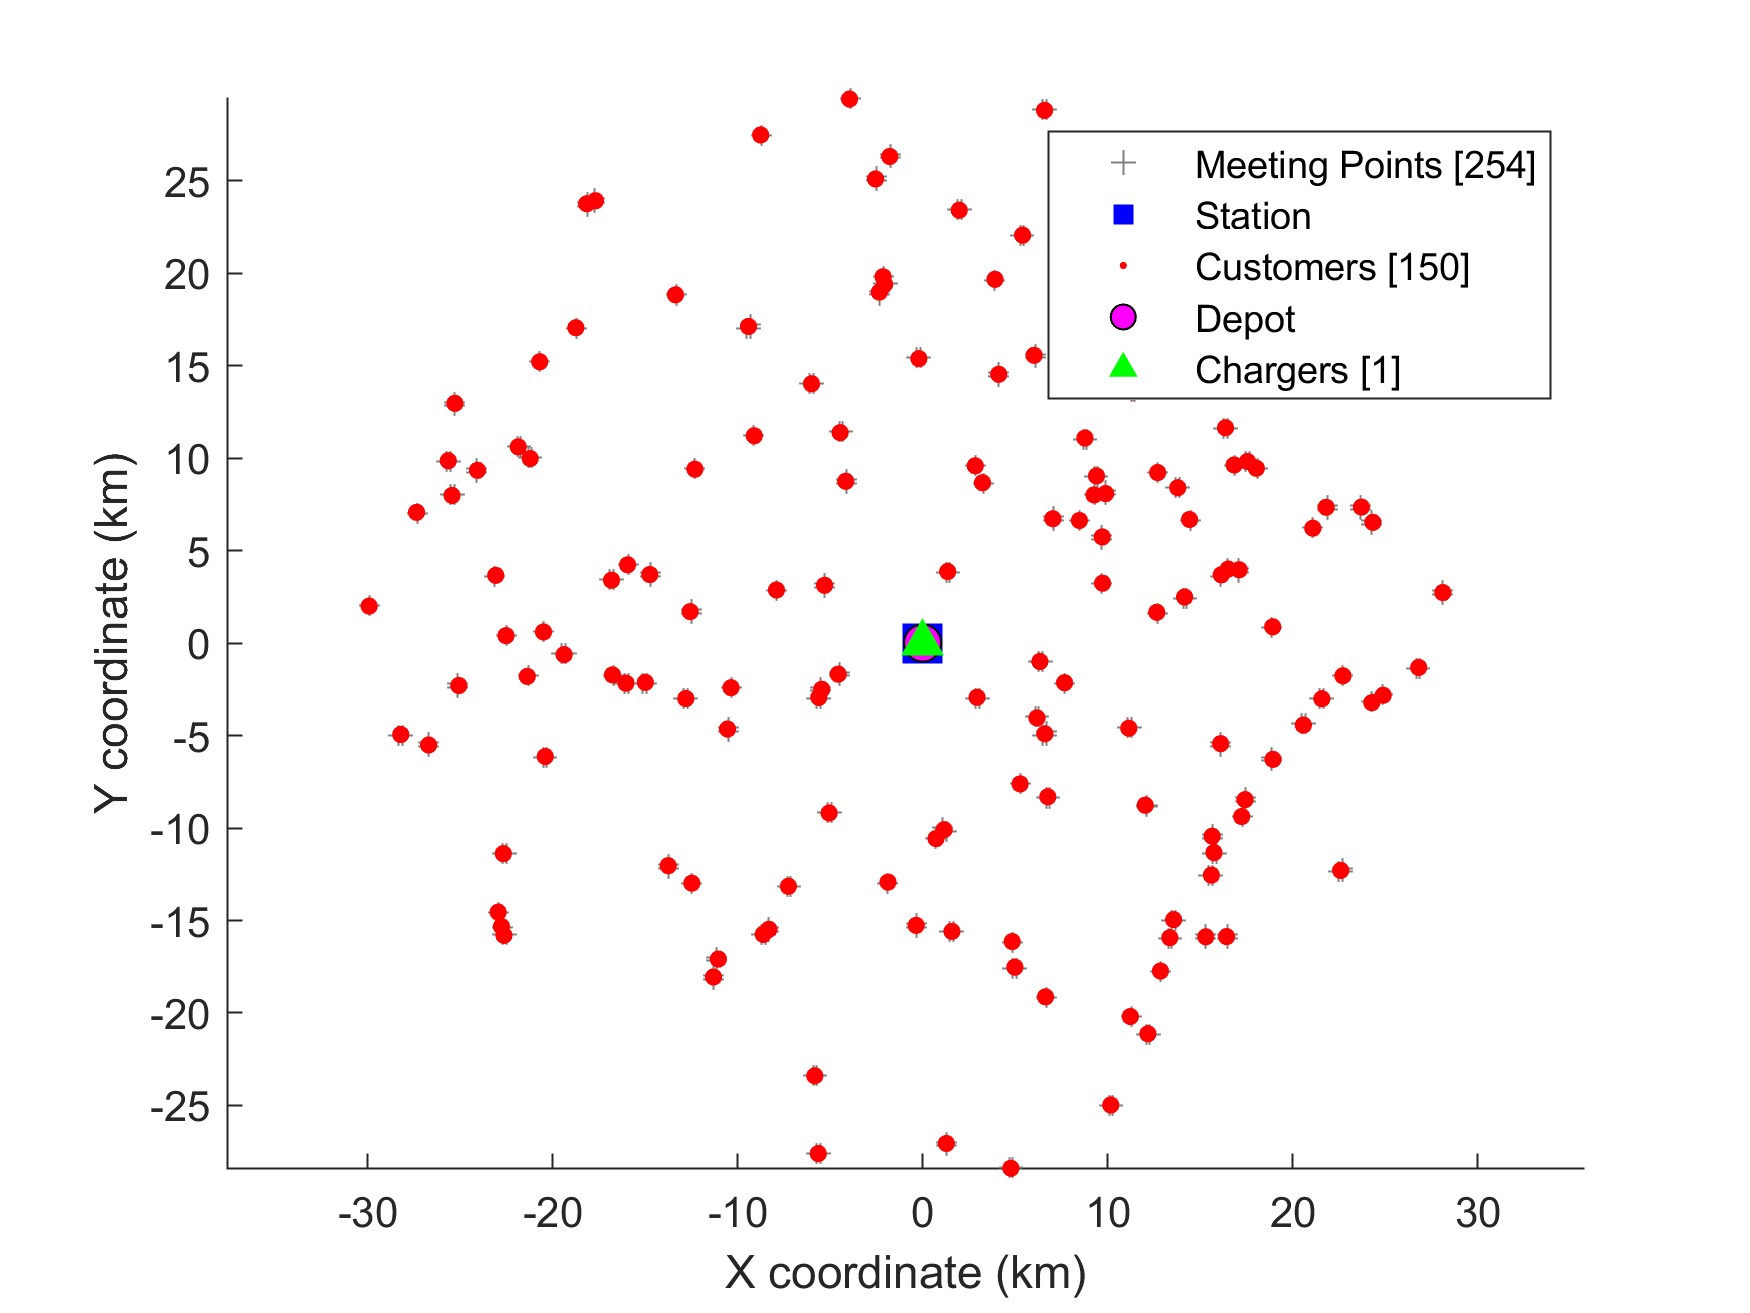 25
20
15
10
5
0
-5
-10
-15
-20
-25
Y coordinate (km)
Meeting Points [254]
Station
Customers [150]
Depot
Chargers [1]
-30 -20 -10 0 10 20 30
X coordinate (km)